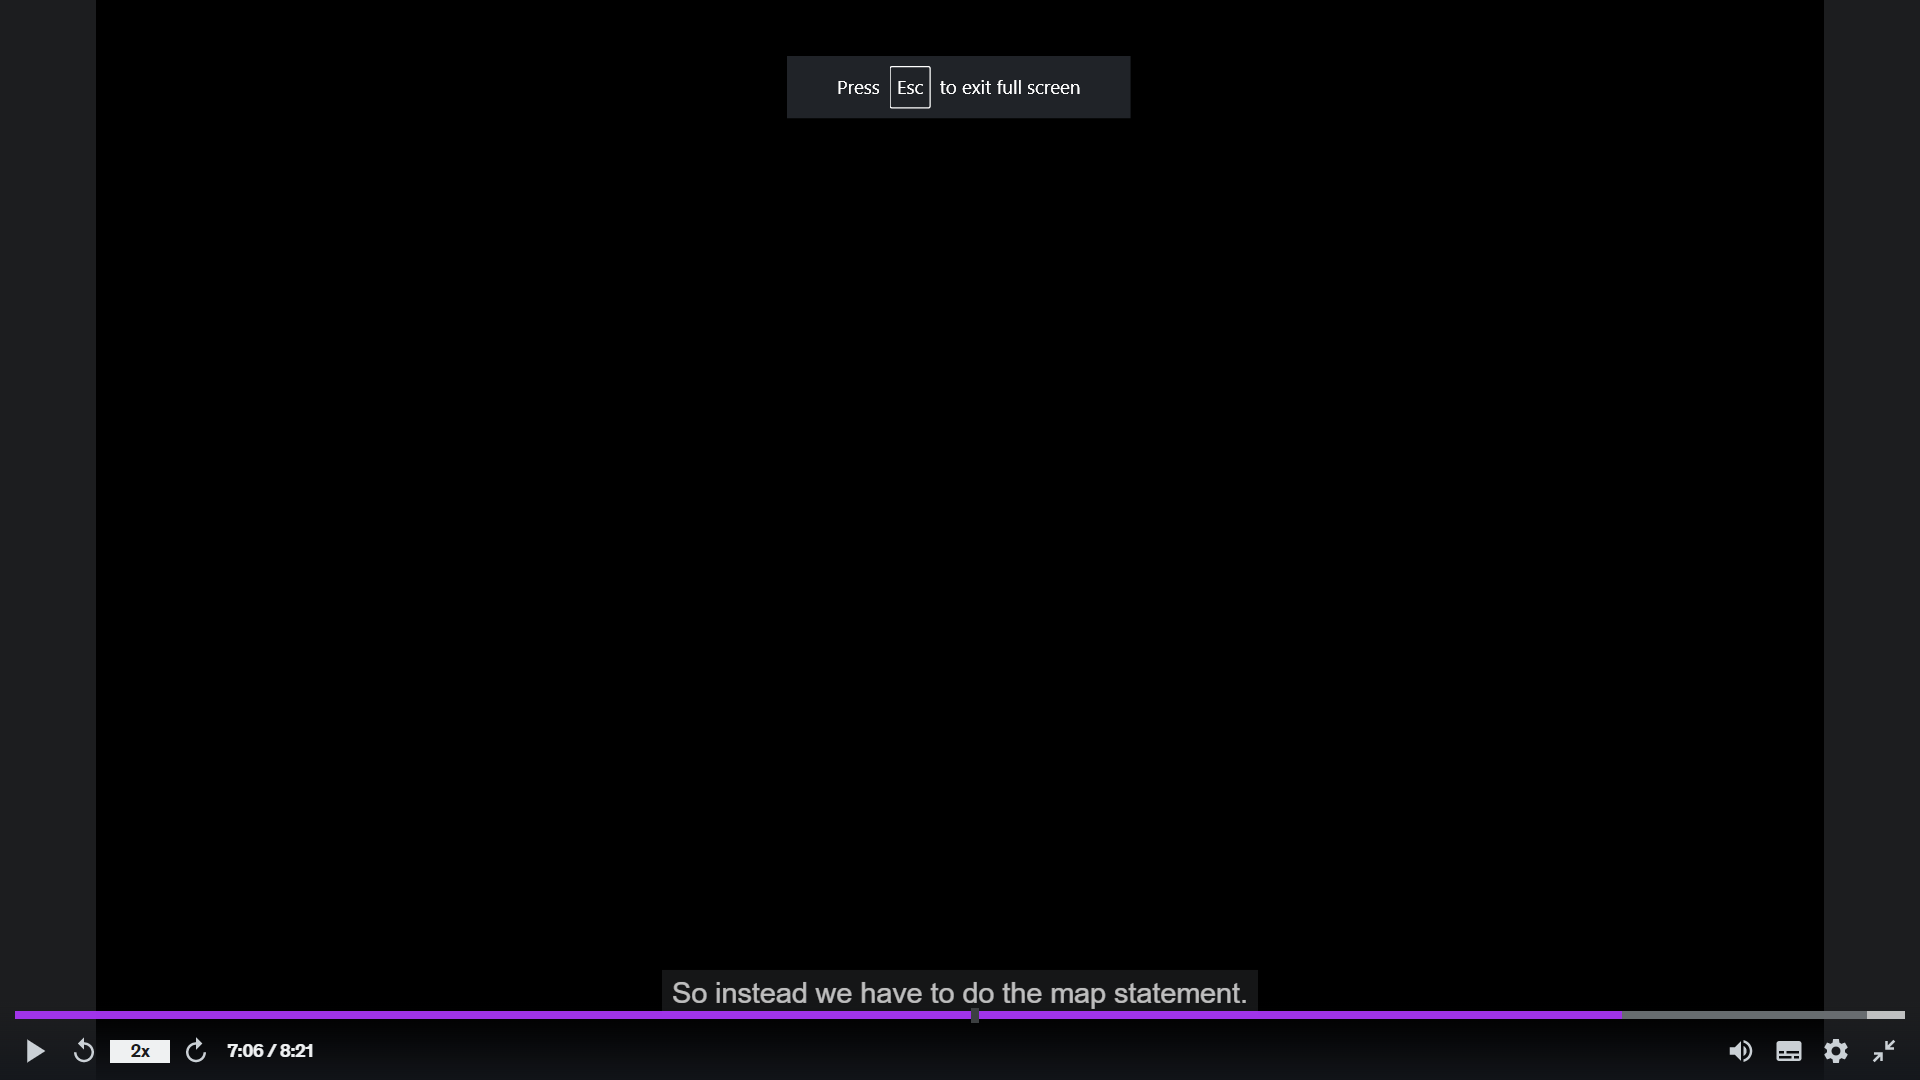 Press Esc to exit full screen
So instead we have to do the map statement.
2x
7:06 / 8:21